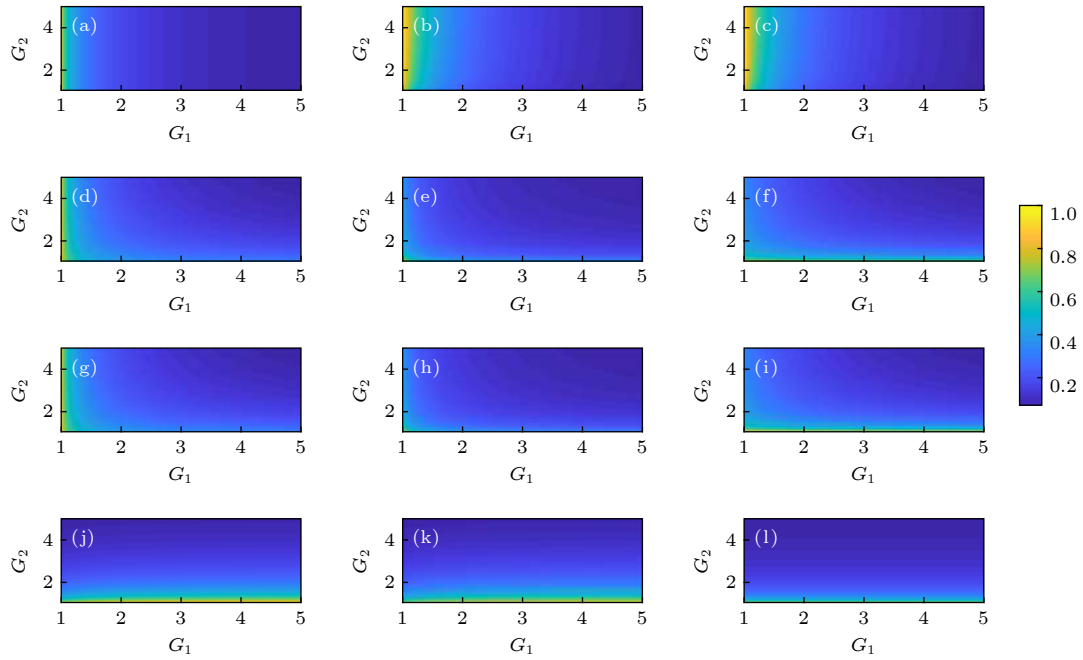 (a) (b) (c)
G₂ 4 2 G₂ 4 2 G₂ 4 2
1 2 3 4 5 1 2 3 4 5 1 2 3 4 5
G₁ G₁ G₁
(d) (e) (f)
G₂ 4 2 G₂ 4 2 G₂ 4 2
1 2 3 4 5 1 2 3 4 5 1 2 3 4 5
G₁ G₁ G₁
1.0
0.8
0.6
0.4
0.2
(g) (h) (i)
G₂ 4 2 G₂ 4 2 G₂ 4 2
1 2 3 4 5 1 2 3 4 5 1 2 3 4 5
G₁ G₁ G₁
(j) (k) (l)
G₂ 4 2 G₂ 4 2 G₂ 4 2
1 2 3 4 5 1 2 3 4 5 1 2 3 4 5
G₁ G₁ G₁